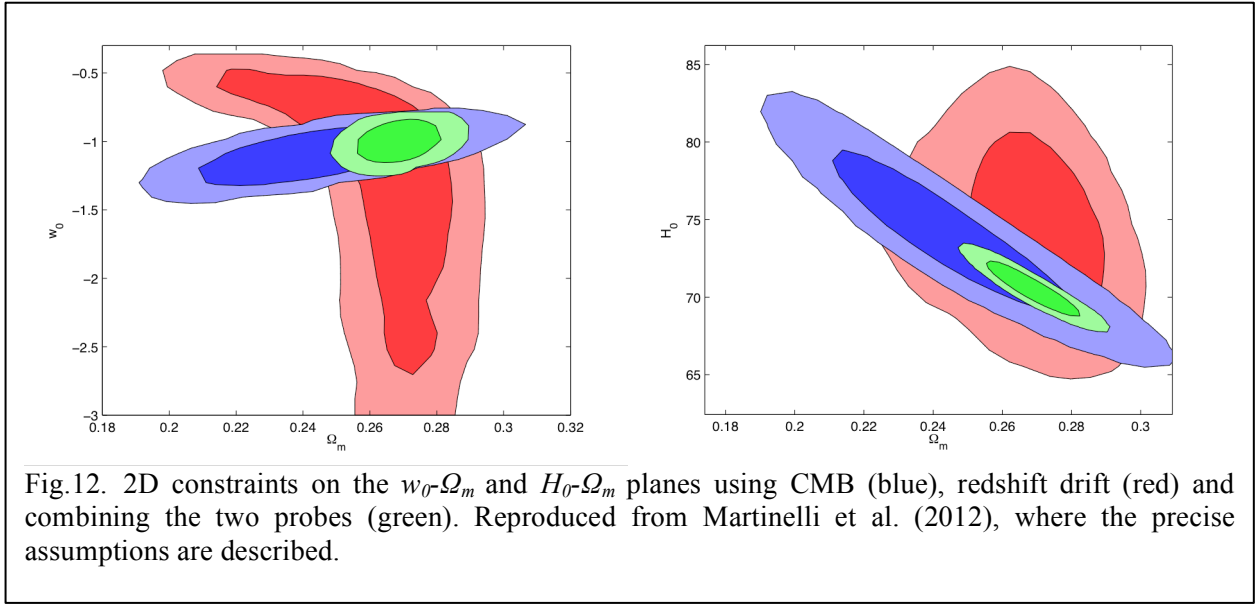 −0.5
−1
−1.5
−2
−2.5
−3
w0
0.18 0.2 0.22 0.24 0.26 0.28 0.3 0.32
Ωm
85
80
75
70
65
H0
0.18 0.2 0.22 0.24 0.26 0.28 0.3
Ωm
Fig.12. 2D constraints on the w0-Ωm and H0-Ωm planes using CMB (blue), redshift drift (red) and
combining the two probes (green). Reproduced from Martinelli et al. (2012), where the precise
assumptions are described.